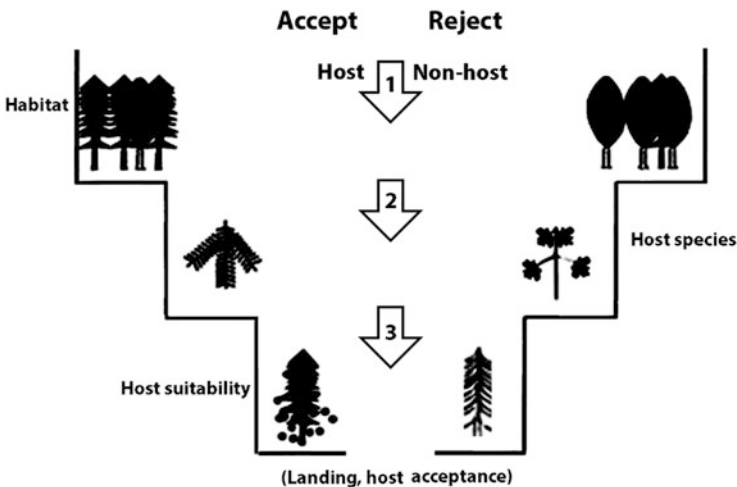 Accept Reject
Host 1 Non-host
Habitat
2
Host species
3
Host suitability
(Landing, host acceptance)